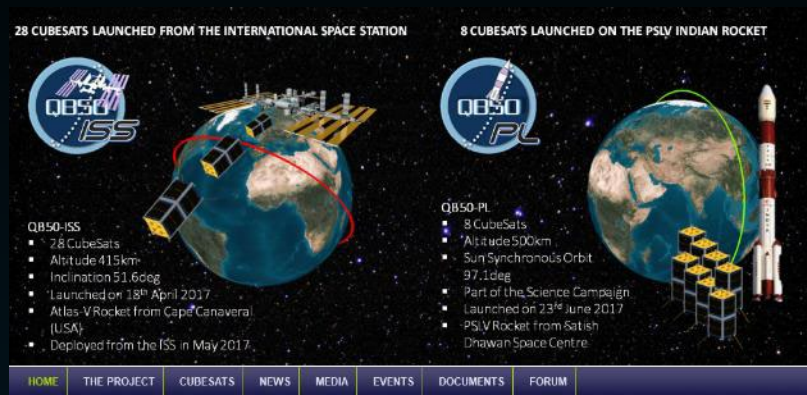 28 CUBESATS LAUNCHED FROM THE INTERNATIONAL SPACE STATION
QB50
ISS
QB50-ISS
▪ 28 CubeSats
▪ Altitude 415km
▪ Inclination 51.6deg
▪ Launched on 18th April 2017
▪ Atlas-V Rocket from Cape Canaveral
(USA)
▪ Deployed from the ISS in May 2017
8 CUBESATS LAUNCHED ON THE PSLV INDIAN ROCKET
QB50
PL
QB50-PL
▪ 8 CubeSats
▪ Altitude 500km
▪ Sun Synchronous Orbit
97.1deg
▪ Part of the Science Campaign
▪ Launched on 23rd June 2017
▪ PSLV Rocket from Satish
Dhawan Space Centre
HOME THE PROJECT CUBESATS NEWS MEDIA EVENTS DOCUMENTS FORUM